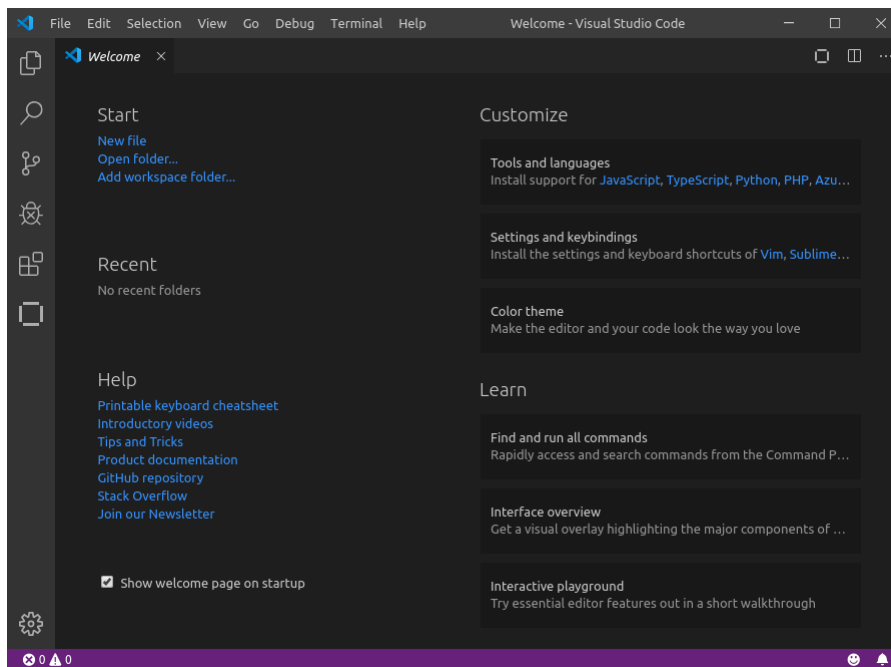 File Edit Selection View Go Debug Terminal Help Welcome - Visual Studio Code
Welcome
Start
New file
Open folder...
Add workspace folder...
Recent
No recent folders
Help
Printable keyboard cheatsheet
Introductory videos
Tips and Tricks
Product documentation
GitHub repository
Stack Overflow
Join our Newsletter
Show welcome page on startup
Customize
Tools and languages
Install support for JavaScript, TypeScript, Python, PHP, Azu...
Settings and keybindings
Install the settings and keyboard shortcuts of Vim, Sublime...
Color theme
Make the editor and your code look the way you love
Learn
Find and run all commands
Rapidly access and search commands from the Command P...
Interface overview
Get a visual overlay highlighting the major components of ...
Interactive playground
Try essential editor features out in a short walkthrough
0 0